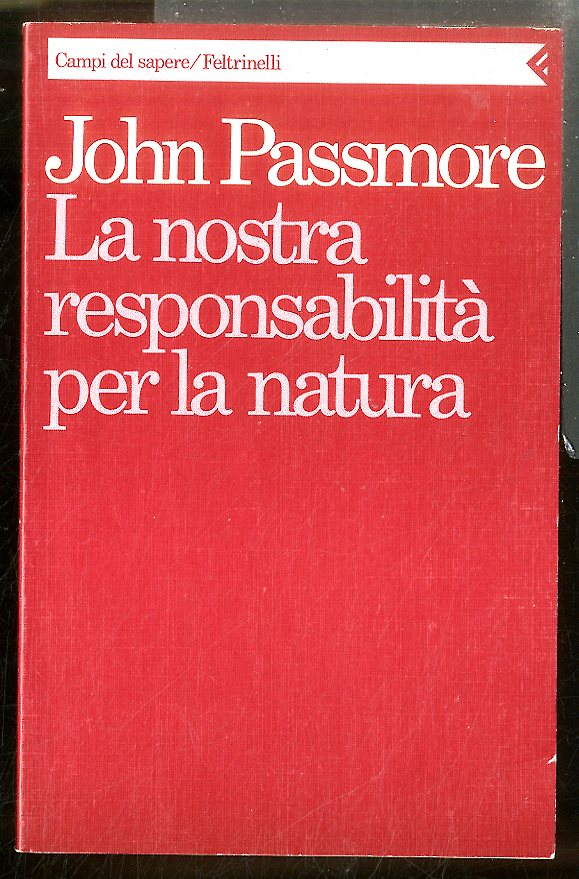 Campi del sapere/Feltrinelli
John Passmore
La nostra
responsabilità
per la natura